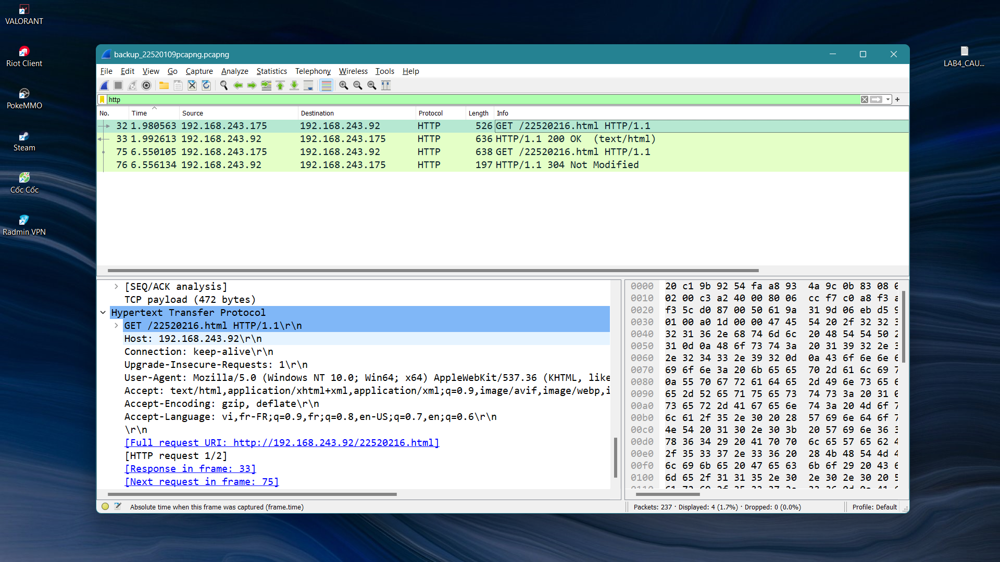 VALORANT
Riot Client
PokeMMO
Steam
Cốc Cốc
Radmin VPN
LAB4_CAU...
backup_22520109pcapng.pcapng
File Edit View Go Capture Analyze Statistics Telephony Wireless Tools Help
http
No. Time Source Destination Protocol Length Info
32 1.980563 192.168.243.175 192.168.243.92 HTTP 526 GET /22520216.html HTTP/1.1
33 1.992613 192.168.243.92 192.168.243.175 HTTP 636 HTTP/1.1 200 OK (text/html)
75 6.550105 192.168.243.175 192.168.243.92 HTTP 638 GET /22520216.html HTTP/1.1
76 6.556134 192.168.243.92 192.168.243.175 HTTP 197 HTTP/1.1 304 Not Modified
[SEQ/ACK analysis]
TCP payload (472 bytes)
Hypertext Transfer Protocol
GET /22520216.html HTTP/1.1\r\n
Host: 192.168.243.92\r\n
Connection: keep-alive\r\n
Upgrade-Insecure-Requests: 1\r\n
User-Agent: Mozilla/5.0 (Windows NT 10.0; Win64; x64) AppleWebKit/537.36 (KHTML, like
Accept: text/html,application/xhtml+xml,application/xml;q=0.9,image/avif,image/webp,i
Accept-Encoding: gzip, deflate\r\n
Accept-Language: vi,fr-FR;q=0.9,fr;q=0.8,en-US;q=0.7,en;q=0.6\r\n
\r\n
[Full request URI: http://192.168.243.92/22520216.html]
[HTTP request 1/2]
[Response in frame: 33]
[Next request in frame: 75]
0000 20 c1 9b 92 54 fa a8 93 4a 9c 0b 83 08
0010 02 00 c3 a2 40 00 80 06 cc f7 c0 a8 f3
0020 f3 5c d0 87 00 50 61 9a 31 9d 06 eb d5
0030 01 00 a0 1d 00 00 47 45 54 20 2f 32 32
0040 32 31 36 2e 68 74 6d 6c 20 48 54 54 50
0050 31 0d 0a 48 6f 73 74 3a 20 31 39 32 2e
0060 2e 32 34 33 2e 39 32 0d 0a 43 6f 6e 6e
0070 69 6f 6e 3a 20 6b 65 65 70 2d 61 6c 69
0080 0a 55 70 67 72 61 64 65 2d 49 6e 73 65
0090 65 2d 52 65 71 75 65 73 74 73 3a 20 31
00a0 73 65 72 2d 41 67 65 6e 74 3a 20 4d 6f
00b0 6c 61 2f 35 2e 30 20 28 57 69 6e 64 6f
00c0 4e 54 20 31 30 2e 30 3b 20 57 69 6e 36
00d0 78 36 34 29 20 41 70 70 6c 65 57 65 62
00e0 2f 35 33 37 2e 33 36 20 28 4b 48 54 4d
00f0 6c 69 6b 65 20 47 65 63 6b 6f 29 20 43
0100 6d 65 2f 31 31 35 2e 30 2e 30 2e 30 20
Absolute time when this frame was captured (frame.time)
Packets: 237 · Displayed: 4 (1.7%) · Dropped: 0 (0.0%)
Profile: Default